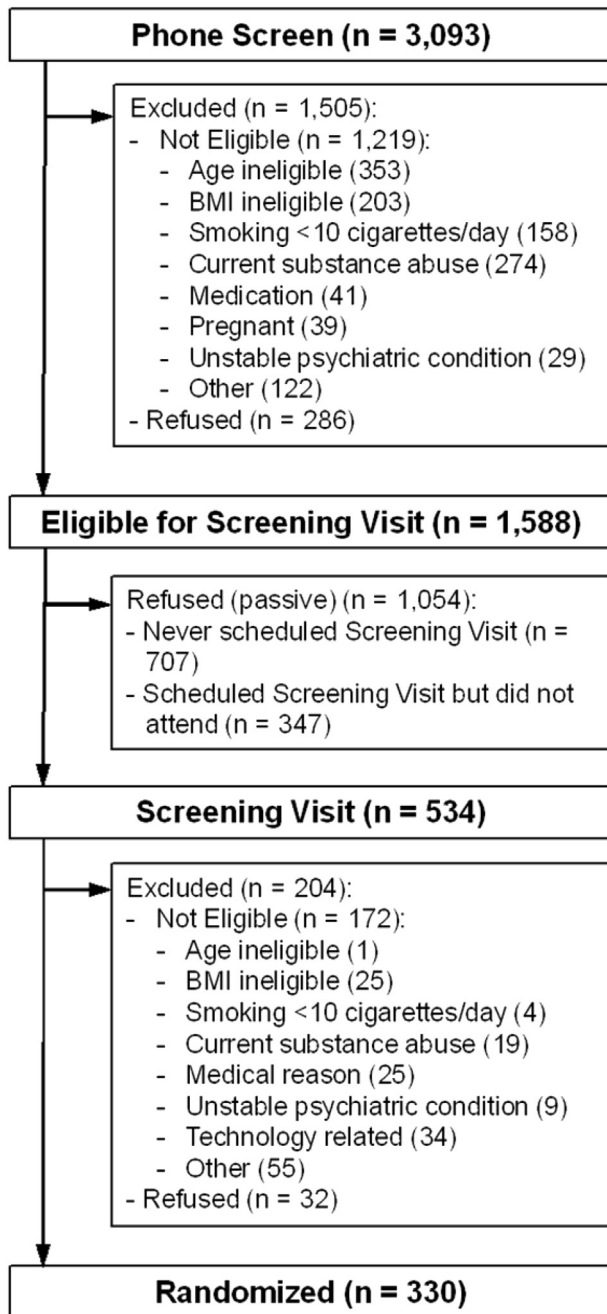 Phone Screen (n = 3,093)
Excluded (n = 1,505):
- Not Eligible (n = 1,219):
- Age ineligible (353)
- BMI ineligible (203)
- Smoking <10 cigarettes/day (158)
- Current substance abuse (274)
- Medication (41)
- Pregnant (39)
- Unstable psychiatric condition (29)
- Other (122)
- Refused (n = 286)
Eligible for Screening Visit (n = 1,588)
Refused (passive) (n = 1,054):
- Never scheduled Screening Visit (n =
707)
- Scheduled Screening Visit but did not
attend (n = 347)
Screening Visit (n = 534)
Excluded (n = 204):
- Not Eligible (n = 172):
- Age ineligible (1)
- BMI ineligible (25)
- Smoking <10 cigarettes/day (4)
- Current substance abuse (19)
- Medical reason (25)
- Unstable psychiatric condition (9)
- Technology related (34)
- Other (55)
- Refused (n = 32)
Randomized (n = 330)